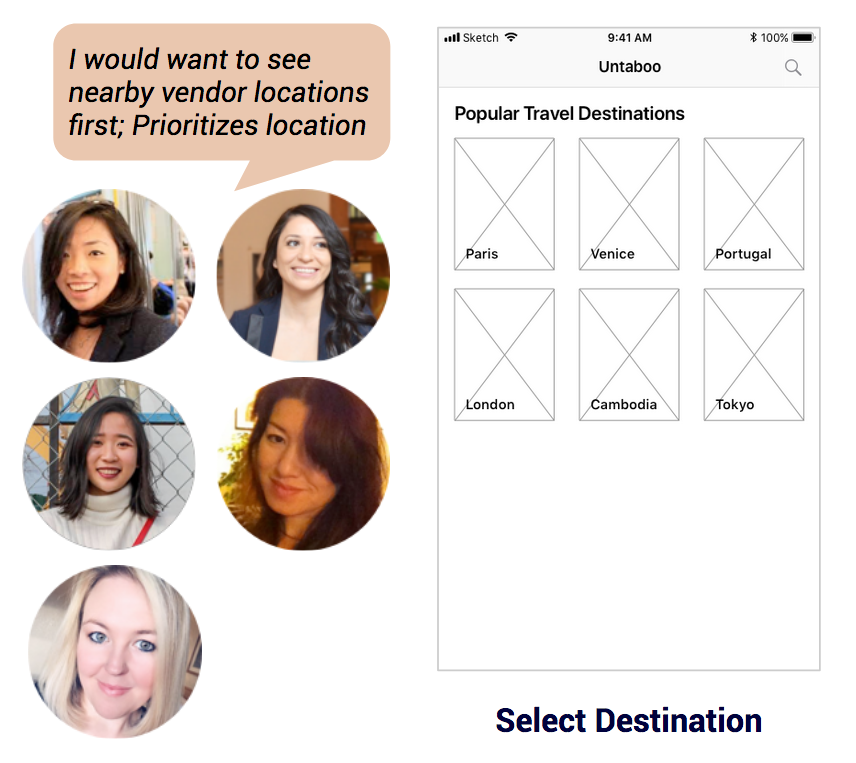 I would want to see
nearby vendor locations
first; Prioritizes location
Sketch 9:41 AM 100%
Untaboo
Popular Travel Destinations
Paris Venice Portugal
London Cambodia Tokyo
Select Destination